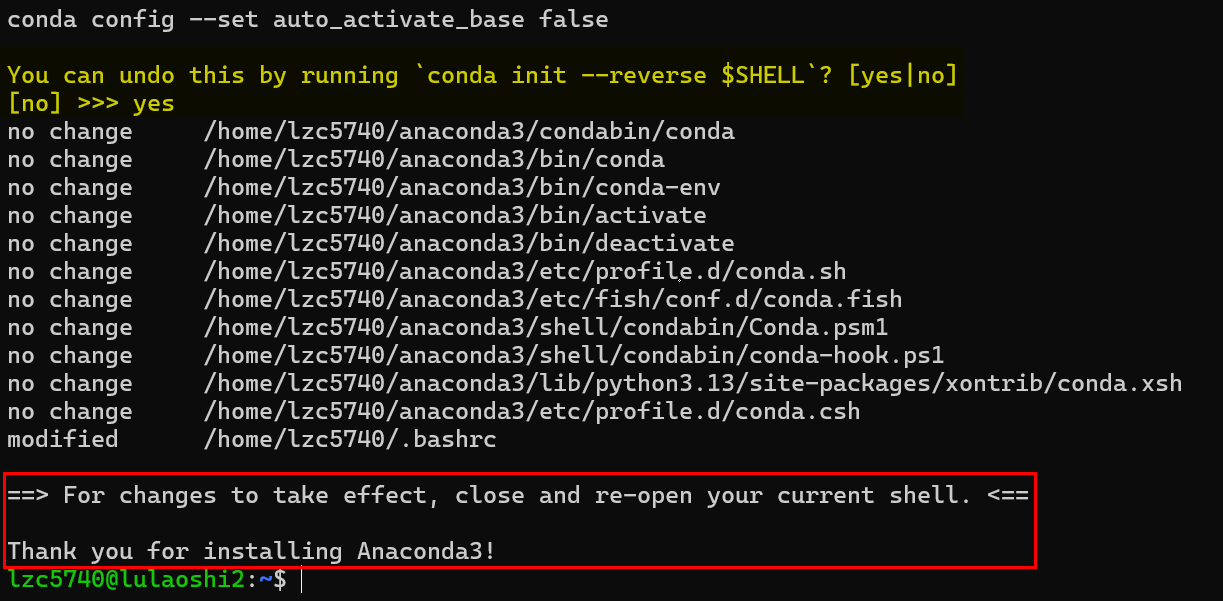 conda config --set auto_activate_base false
You can undo this by running `conda init --reverse $SHELL`? [yes|no]
[no] >>> yes
no change     /home/lzc5740/anaconda3/condabin/conda
no change     /home/lzc5740/anaconda3/bin/conda
no change     /home/lzc5740/anaconda3/bin/conda-env
no change     /home/lzc5740/anaconda3/bin/activate
no change     /home/lzc5740/anaconda3/bin/deactivate
no change     /home/lzc5740/anaconda3/etc/profile.d/conda.sh
no change     /home/lzc5740/anaconda3/etc/fish/conf.d/conda.fish
no change     /home/lzc5740/anaconda3/shell/condabin/Conda.psm1
no change     /home/lzc5740/anaconda3/shell/condabin/conda-hook.ps1
no change     /home/lzc5740/anaconda3/lib/python3.13/site-packages/xontrib/conda.xsh
no change     /home/lzc5740/anaconda3/etc/profile.d/conda.csh
modified      /home/lzc5740/.bashrc
==> For changes to take effect, close and re-open your current shell. <==
Thank you for installing Anaconda3!
lzc5740@lulaoshi2:~$